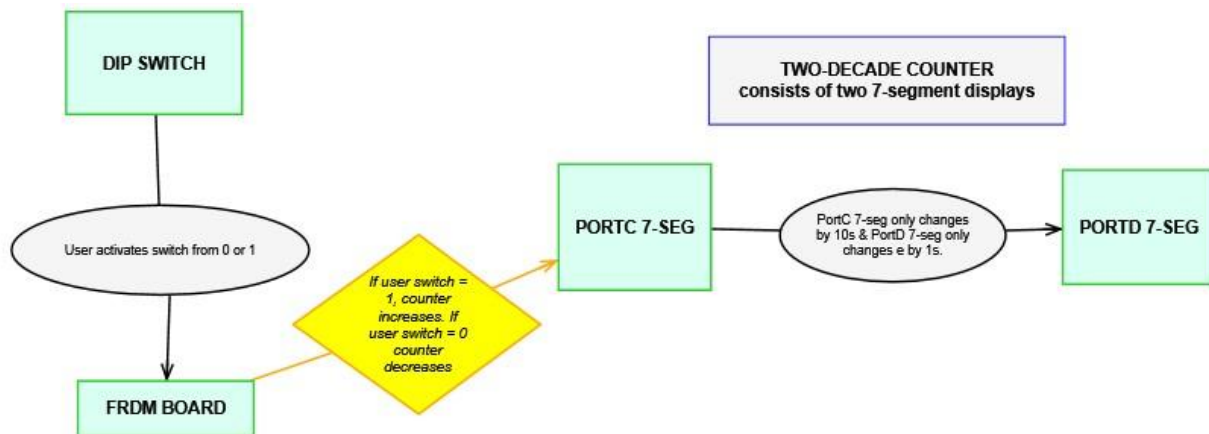 DIP SWITCH
TWO-DECADE COUNTER
consists of two 7-segment displays
User activates switch from 0 or 1
If user switch =
1, counter
increases. If
user switch = 0
counter
decreases
FRDM BOARD
PORTC 7-SEG
PortC 7-seg only changes
by 10s & PortD 7-seg only
changes e by 1s.
PORTD 7-SEG